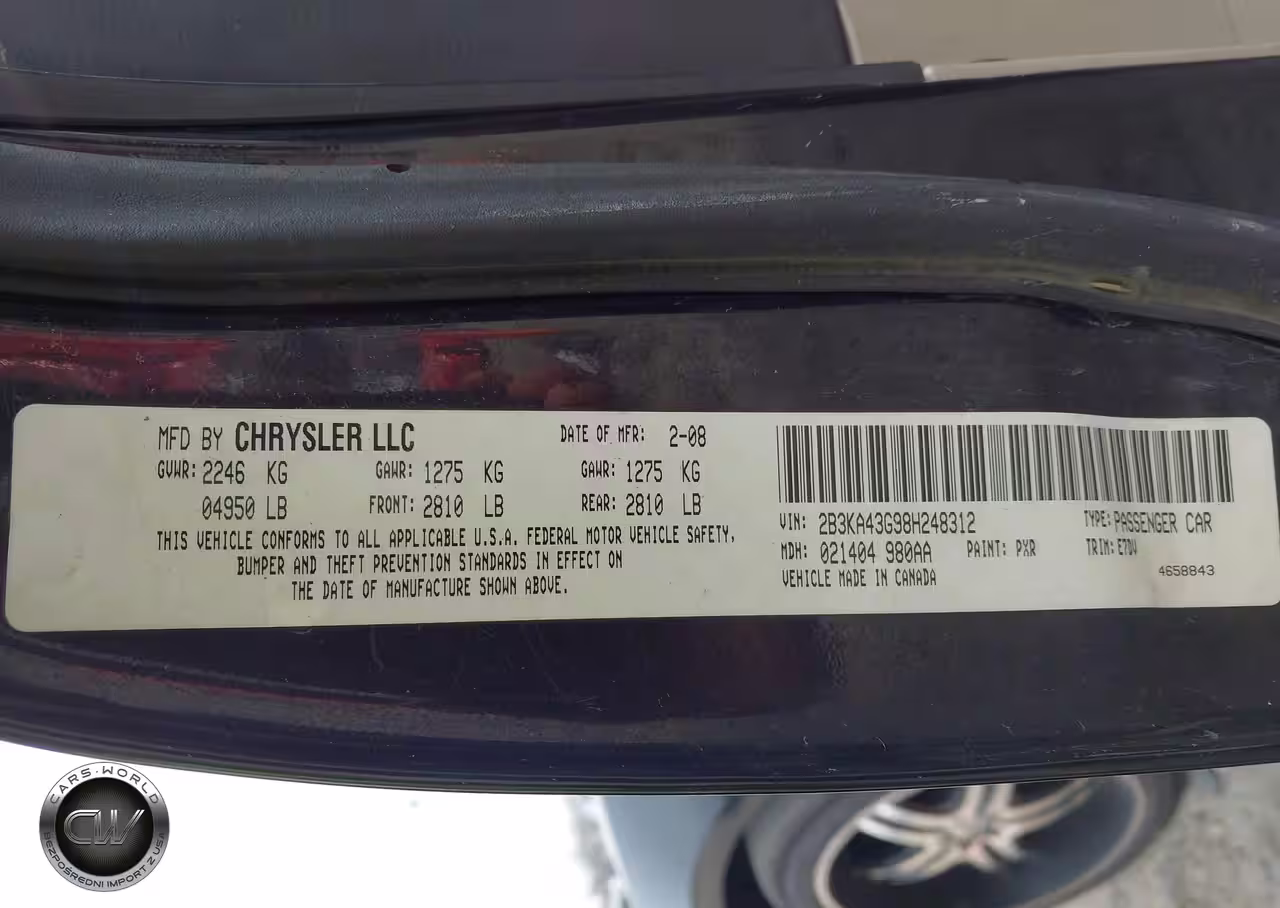 MFD BY CHRYSLER LLC DATE OF MFR: 2-08
GVWR: 2246 KG GAWR: 1275 KG GAWR: 1275 KG
04950 LB FRONT: 2810 LB REAR: 2810 LB
THIS VEHICLE CONFORMS TO ALL APPLICABLE U.S.A. FEDERAL MOTOR VEHICLE SAFETY,
BUMPER AND THEFT PREVENTION STANDARDS IN EFFECT ON
THE DATE OF MANUFACTURE SHOWN ABOVE.
VIN: 2B3KA43G98H248312 TYPE: PASSENGER CAR
MDH: 021404 980AA PAINT: PXR TRIM: E7DV
VEHICLE MADE IN CANADA 4658843
CARS·WORLD
CW
BEZPOŚREDNI IMPORT Z USA